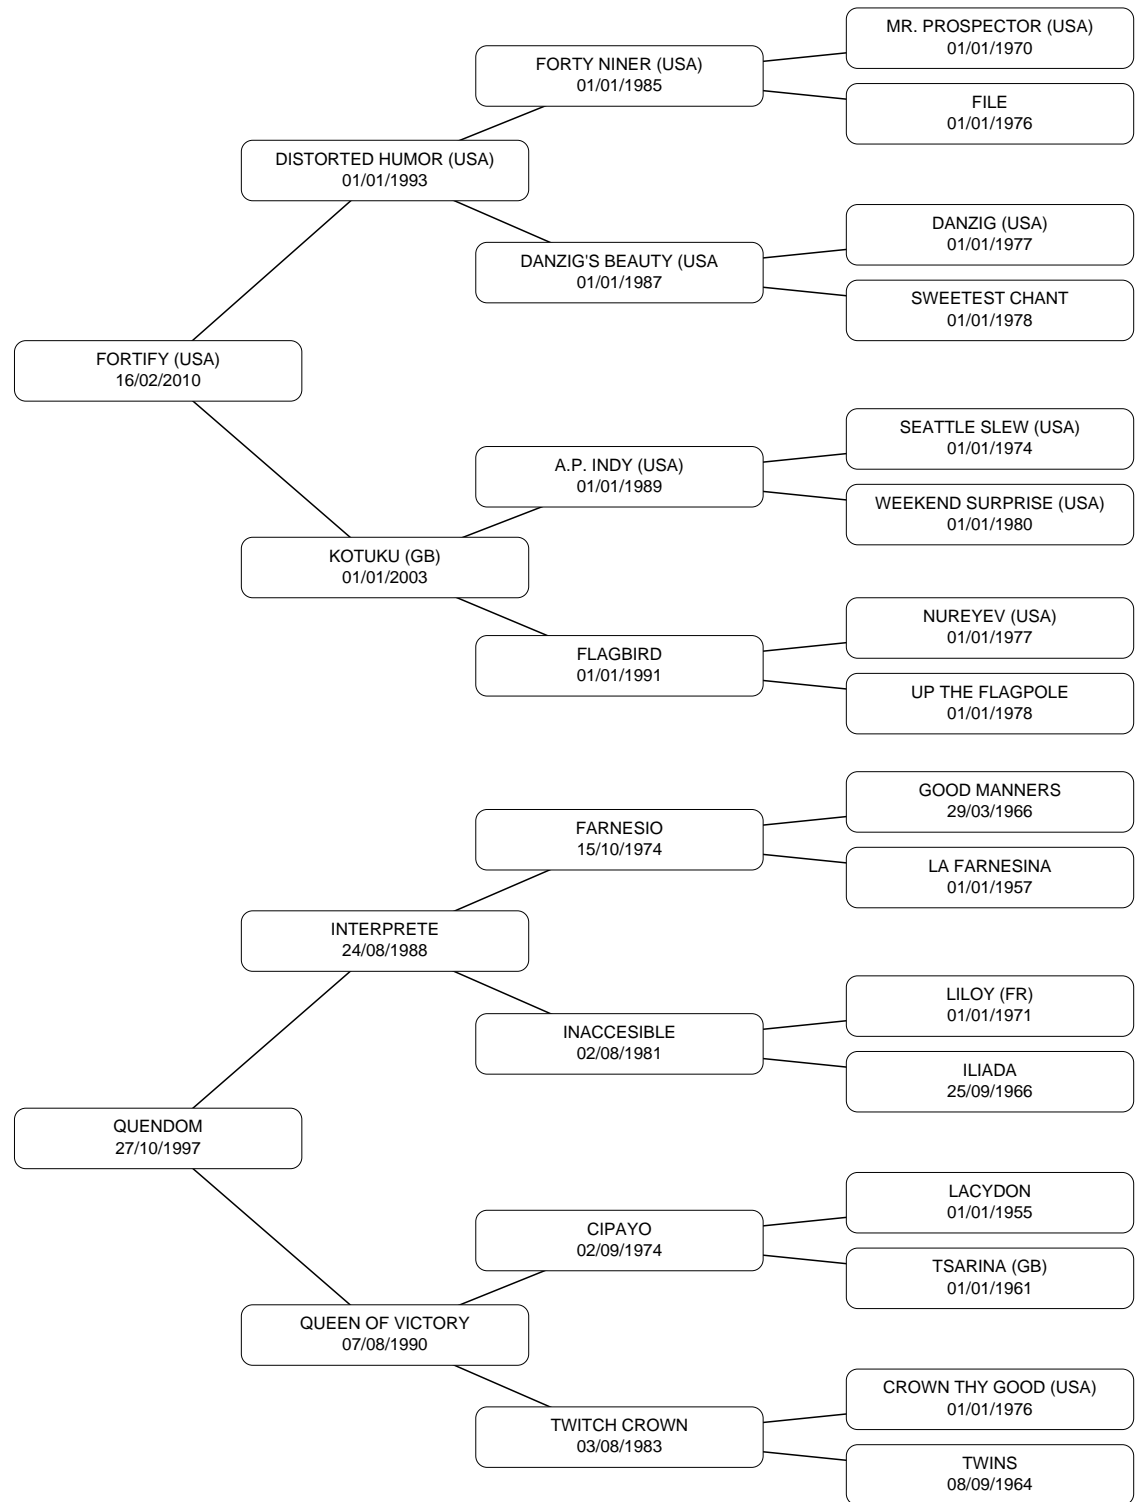 MR. PROSPECTOR (USA)
01/01/1970
FORTY NINER (USA)
01/01/1985
FILE
01/01/1976
DISTORTED HUMOR (USA)
01/01/1993
DANZIG (USA)
01/01/1977
DANZIG'S BEAUTY (USA
01/01/1987
SWEETEST CHANT
01/01/1978
FORTIFY (USA)
16/02/2010
SEATTLE SLEW (USA)
01/01/1974
A.P. INDY (USA)
01/01/1989
WEEKEND SURPRISE (USA)
01/01/1980
KOTUKU (GB)
01/01/2003
NUREYEV (USA)
01/01/1977
FLAGBIRD
01/01/1991
UP THE FLAGPOLE
01/01/1978
GOOD MANNERS
29/03/1966
FARNESIO
15/10/1974
LA FARNESINA
01/01/1957
INTERPRETE
24/08/1988
LILOY (FR)
01/01/1971
INACCESIBLE
02/08/1981
ILIADA
25/09/1966
QUENDOM
27/10/1997
LACYDON
01/01/1955
CIPAYO
02/09/1974
TSARINA (GB)
01/01/1961
QUEEN OF VICTORY
07/08/1990
CROWN THY GOOD (USA)
01/01/1976
TWITCH CROWN
03/08/1983
TWINS
08/09/1964